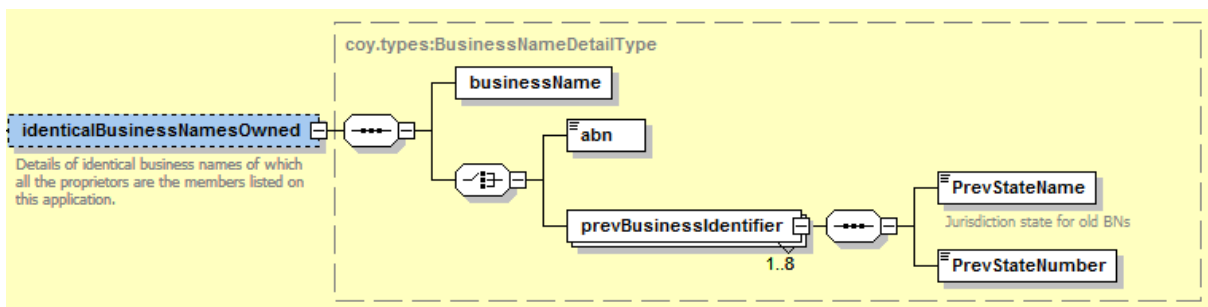 coy.types:BusinessNameDetailType
businessName
identicalBusinessNamesOwned
abn
Details of identical business names of which
all the proprietors are the members listed on
this application.
prevBusinessIdentifier
1..8
PrevStateName
Jurisdiction state for old BNs
PrevStateNumber